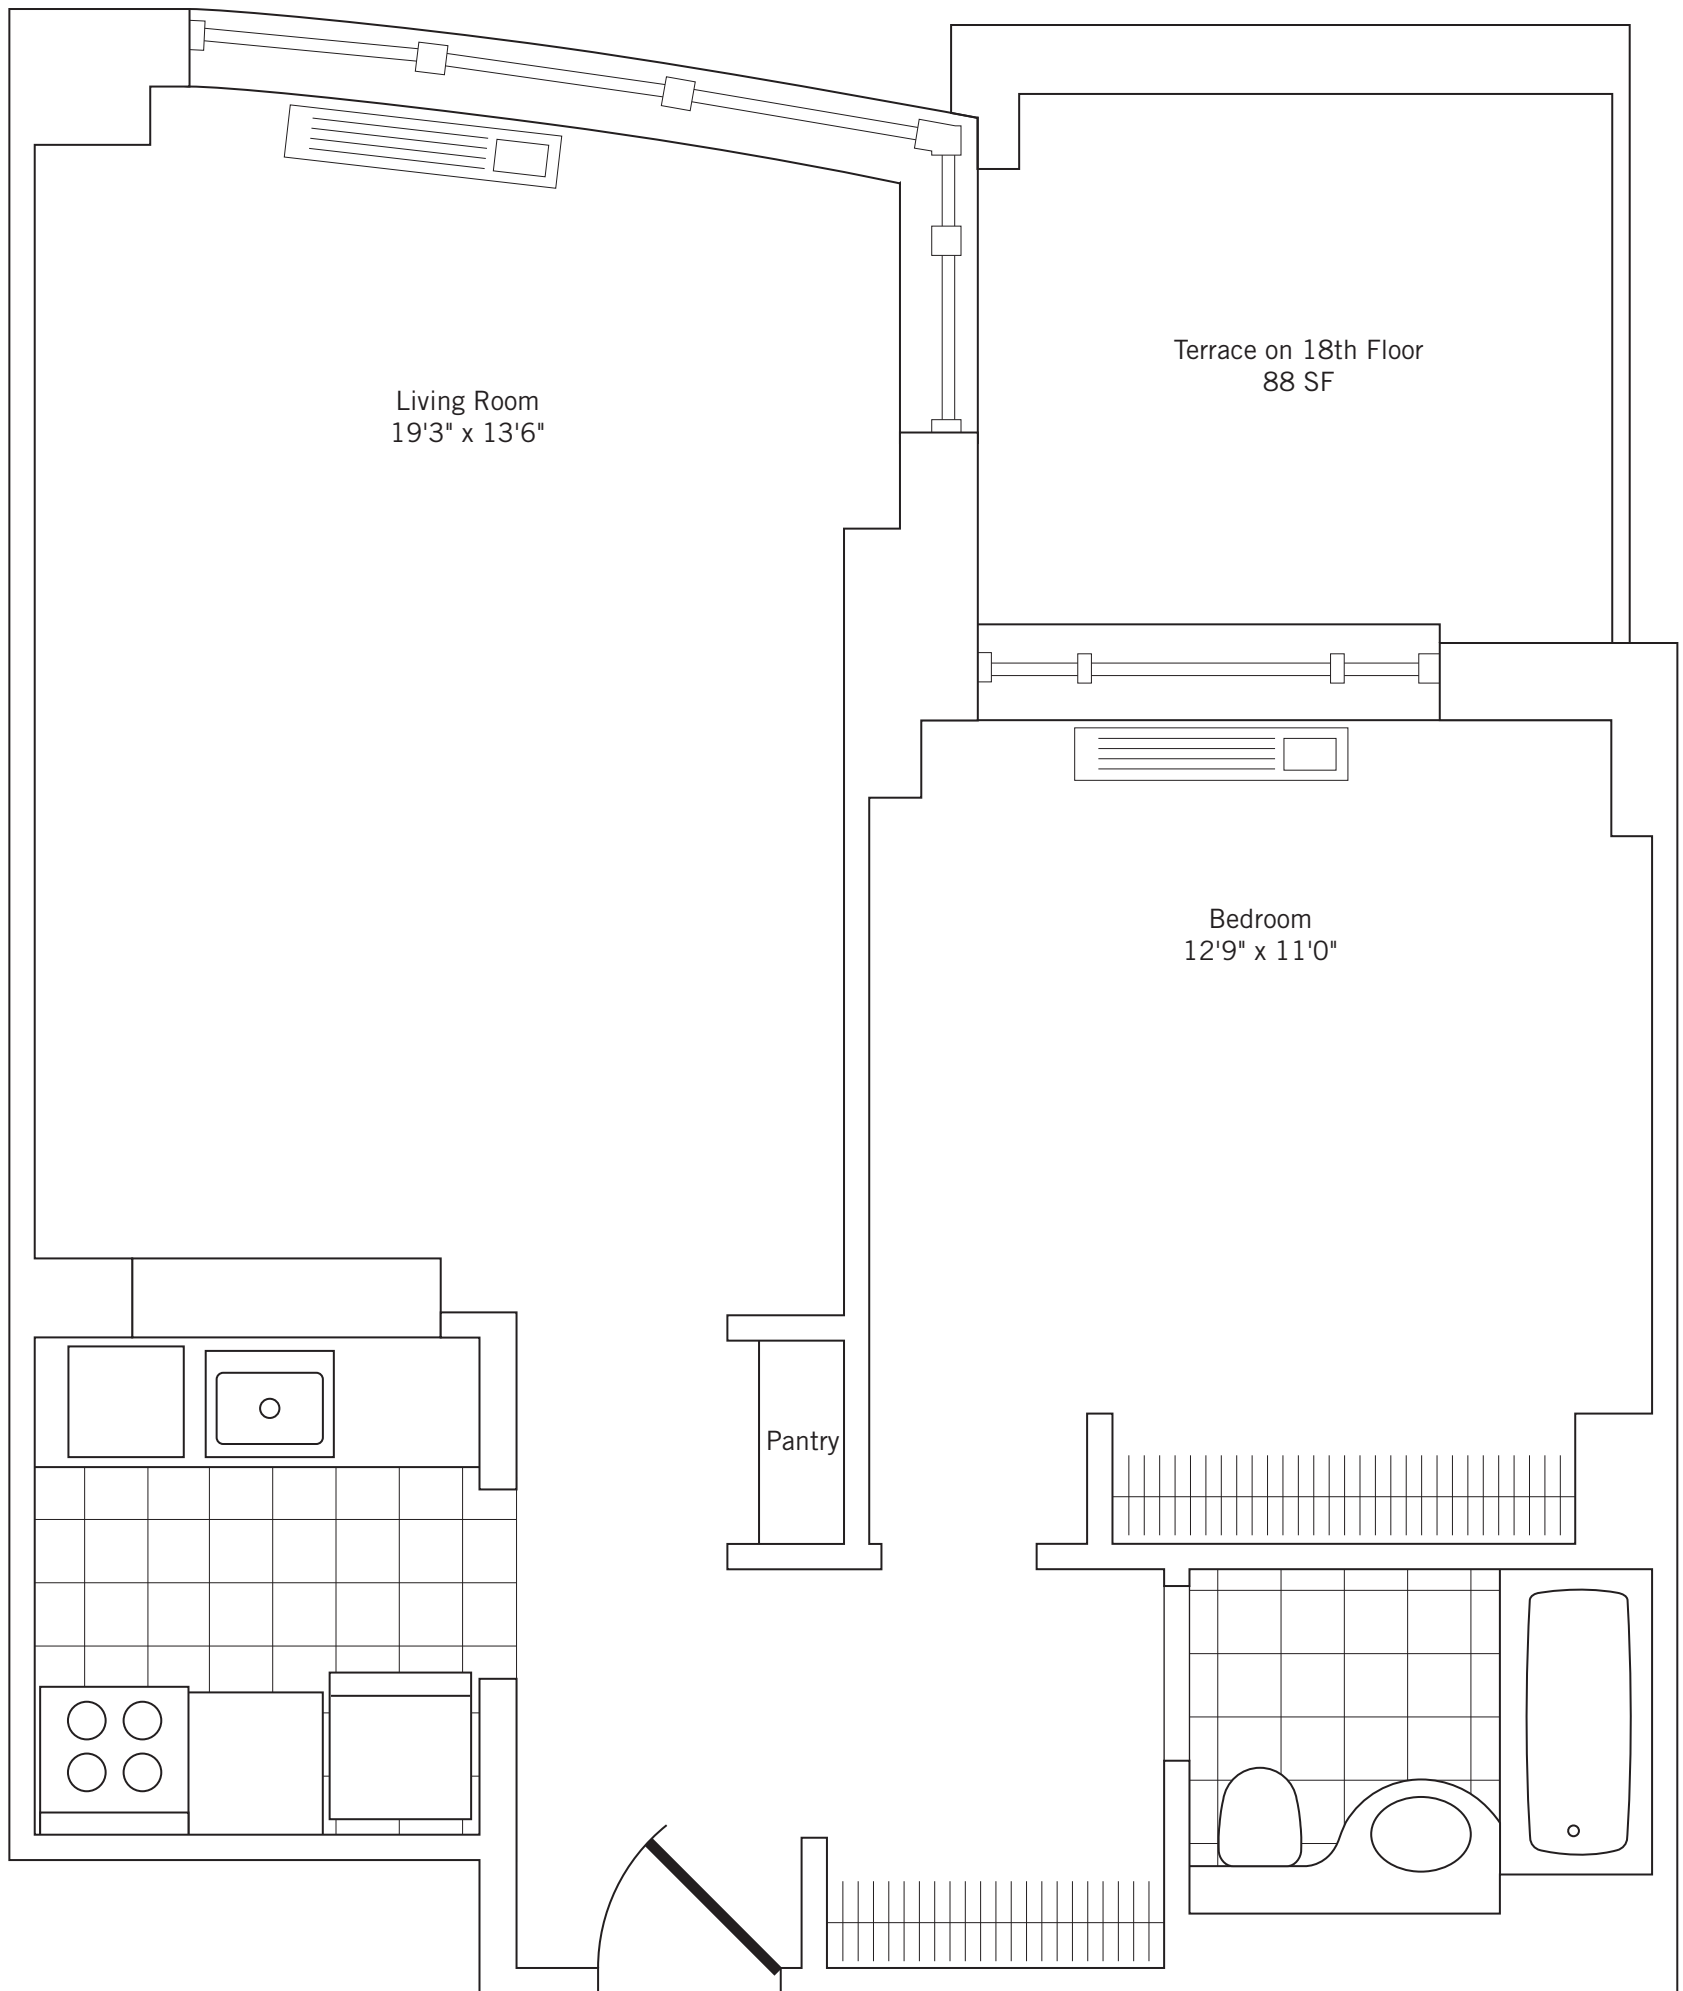 Terrace on 18th Floor
88 SF
Living Room
19'3" x 13'6"
Bedroom
12'9" x 11'0"
Pantry